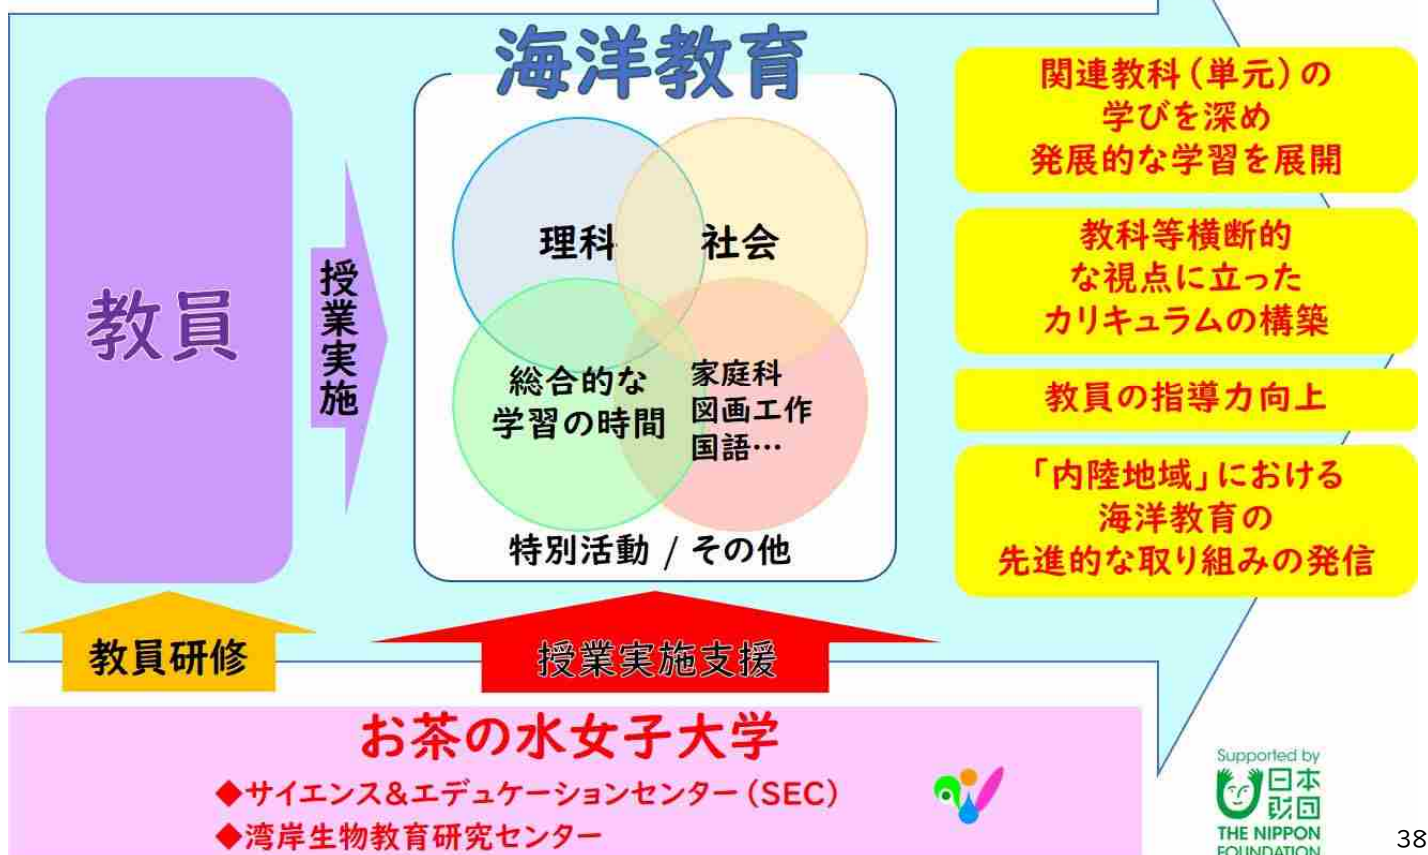 海洋教育
教員
授業実施
理科
社会
総合的な
学習の時間
家庭科
図画工作
国語…
特別活動 / その他
関連教科(単元)の
学びを深め
発展的な学習を展開
教科等横断的
な視点に立った
カリキュラムの構築
教員の指導力向上
「内陸地域」における
海洋教育の
先進的な取り組みの発信
教員研修
授業実施支援
お茶の水女子大学
◆サイエンス&エデュケーションセンター(SEC)
◆湾岸生物教育研究センター
Supported by
日本
財団
THE NIPPON
FOUNDATION
38